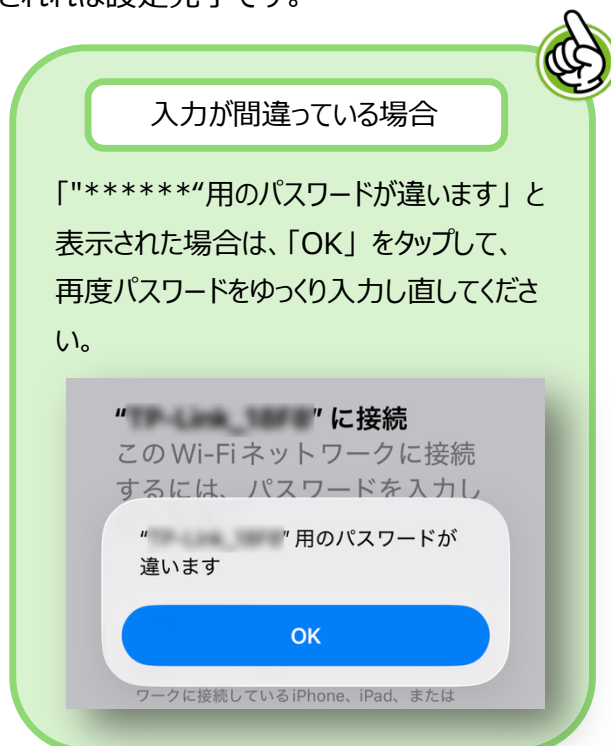 されれば設定完了です。
入力が間違っている場合
「"******“用のパスワードが違います」と
表示された場合は、「OK」をタップして、
再度パスワードをゆっくり入力し直してくださ
い。
“ ” に接続
このWi-Fiネットワークに接続
するには、パスワードを入力し
“ ” 用のパスワードが
違います
OK
ワークに接続しているiPhone、iPad、または